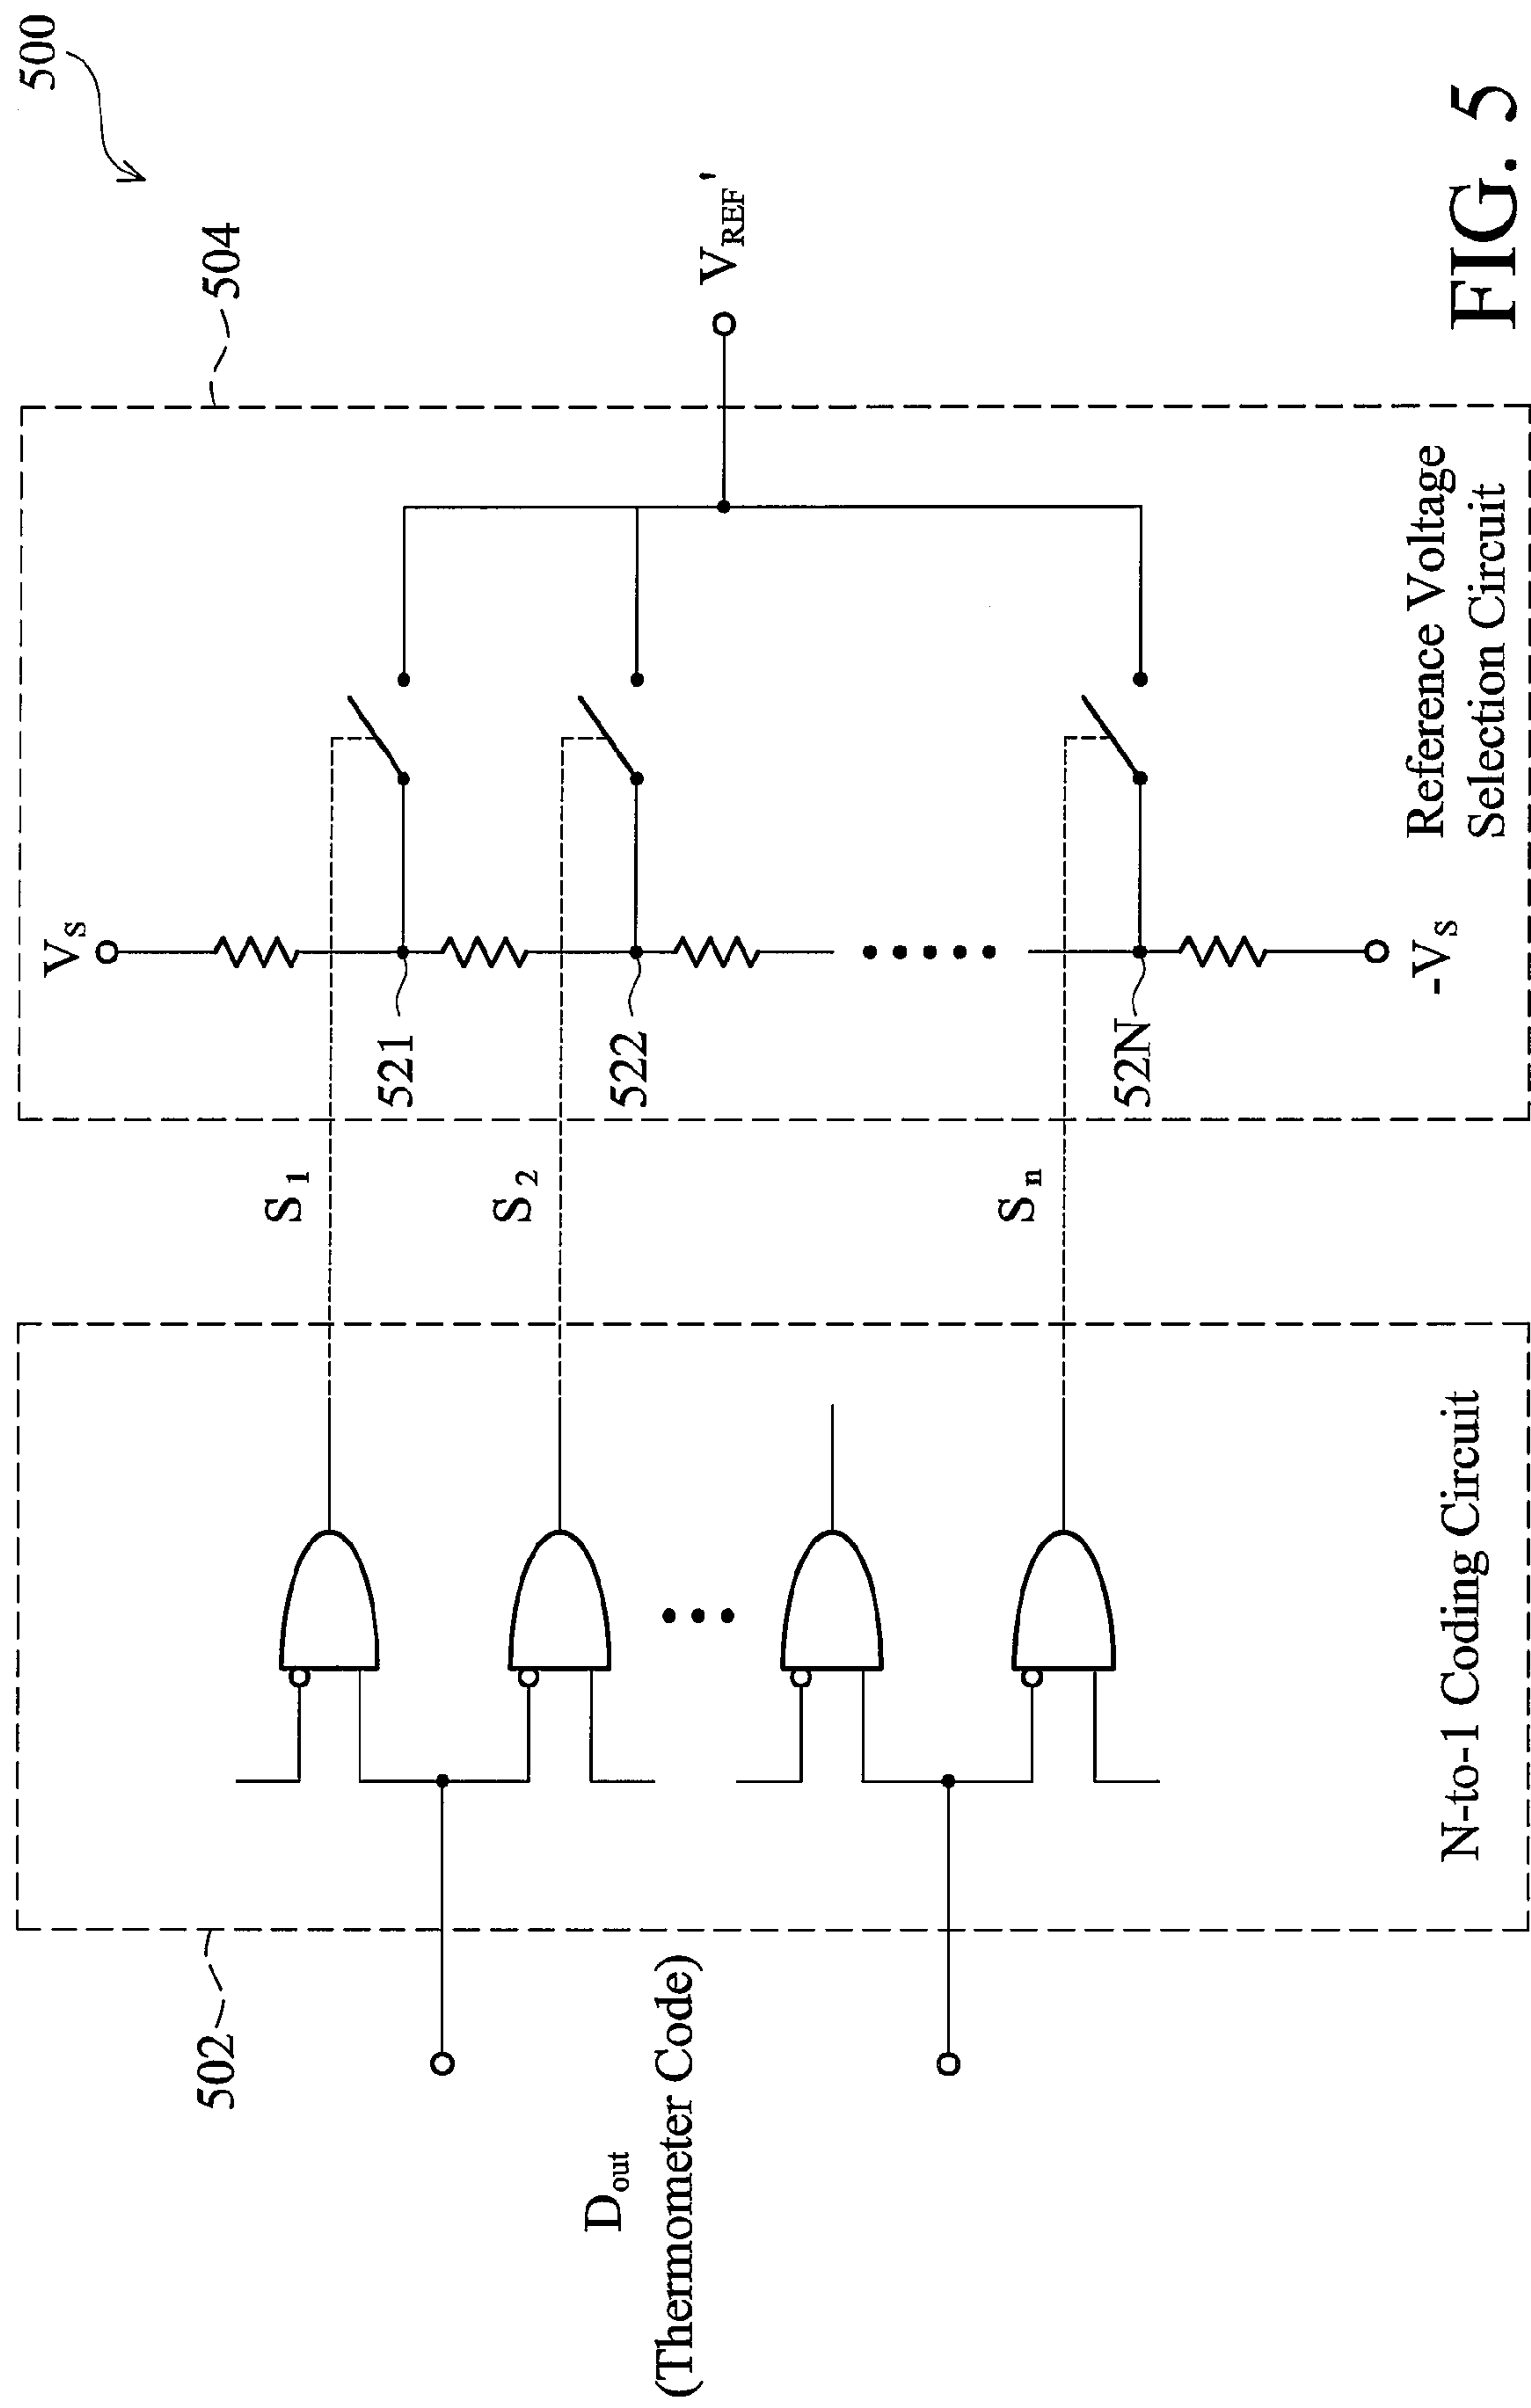 500
502
504
D_out
(Thermometer Code)
S_1
S_2
S_n
V_S
521
522
52N
-V_S
V_REF'
N-to-1 Coding Circuit
Reference Voltage
Selection Circuit
FIG. 5